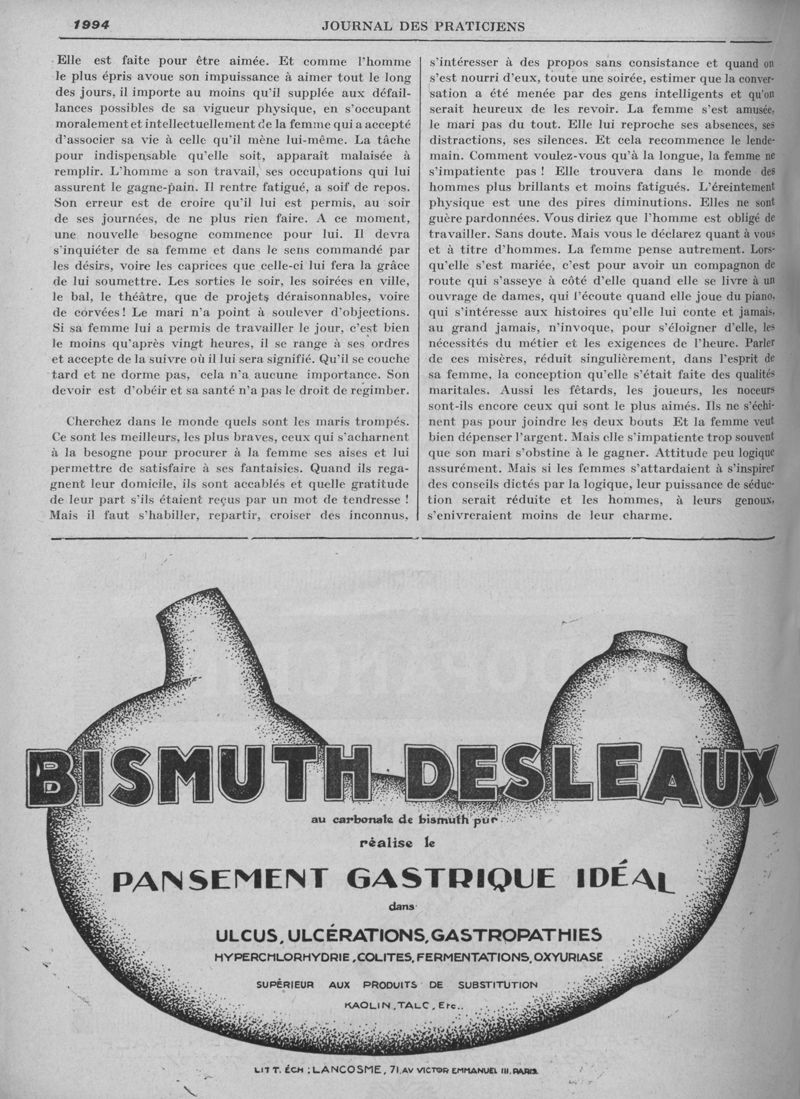 1994
JOURNAL DES PRATICIENS
Elle est faite pour être aimée. Et comme l'homme
le plus épris avoue son impuissance à aimer tout le long
des jours, il importe au moins qu'il supplée aux défail-
lances possibles de sa vigueur physique, en s'occupant
moralement et intellectuellement de la femme qui a accepté
d'associer sa vie à celle qu'il mène lui-même. La tâche
pour indispensable qu'elle soit, apparaît malaisée à
remplir. L'homme a son travail, ses occupations qui lui
assurent le gagne-pain. Il rentre fatigué, a soif de repos.
Son erreur est de croire qu'il lui est permis, au soir
de ses journées, de ne plus rien faire. A ce moment,
une nouvelle besogne commence pour lui. Il devra
s'inquiéter de sa femme et dans le sens commandé par
les désirs, voire les caprices que celle-ci lui fera la grâce
de lui soumettre. Les sorties le soir, les soirées en ville,
le bal, le théâtre, que de projets déraisonnables, voire
de corvées ! Le mari n'a point à soulever d'objections.
Si sa femme lui a permis de travailler le jour, c'est bien
le moins qu'après vingt heures, il se range à ses ordres
et accepte de la suivre où il lui sera signifié. Qu'il se couche
tard et ne dorme pas, cela n'a aucune importance. Son
devoir est d'obéir et sa santé n'a pas le droit de regimber.
Cherchez dans le monde quels sont les maris trompés.
Ce sont les meilleurs, les plus braves, ceux qui s'acharnent
à la besogne pour procurer à la femme ses aises et lui
permettre de satisfaire à ses fantaisies. Quand ils rega-
gnent leur domicile, ils sont accablés et quelle gratitude
de leur part s'ils étaient reçus par un mot de tendresse !
Mais il faut s'habiller, repartir, croiser des inconnus,
s'intéresser à des propos sans consistance et quand on
s'est nourri d'eux, toute une soirée, estimer que la conver-
sation a été menée par des gens intelligents et qu'on
serait heureux de les revoir. La femme s'est amusée,
le mari pas du tout. Elle lui reproche ses absences, ses
distractions, ses silences. Et cela recommence le lende-
main. Comment voulez-vous qu'à la longue, la femme ne
s'impatiente pas ! Elle trouvera dans le monde des
hommes plus brillants et moins fatigués. L'éreintement
physique est une des pires diminutions. Elles ne sont
guère pardonnées. Vous diriez que l'homme est obligé de
travailler. Sans doute. Mais vous le déclarez quant à vous
et à titre d'hommes. La femme pense autrement. Lors-
qu'elle s'est mariée, c'est pour avoir un compagnon de
route qui s'asseye à côté d'elle quand elle se livre à un
ouvrage de dames, qui l'écoute quand elle joue du piano,
qui s'intéresse aux histoires qu'elle lui conte et jamais,
au grand jamais, n'invoque, pour s'éloigner d'elle, les
nécessités du métier et les exigences de l'heure. Parler
de ces misères, réduit singulièrement, dans l'esprit de
sa femme, la conception qu'elle s'était faite des qualités
maritales. Aussi les fêtards, les joueurs, les noceurs
sont-ils encore ceux qui sont le plus aimés. Ils ne s'échi-
nent pas pour joindre les deux bouts Et la femme veut
bien dépenser l'argent. Mais elle s'impatiente trop souvent
que son mari s'obstine à le gagner. Attitude peu logique
assurément. Mais si les femmes s'attardaient à s'inspirer
des conseils dictés par la logique, leur puissance de séduc-
tion serait réduite et les hommes, à leurs genoux,
s'enivreraient moins de leur charme.
BISMUTH DESLEAUX
au carbonate de bismuth pur
réalise le
PANSEMENT GASTRIQUE IDÉAL
dans
ULCUS, ULCÉRATIONS, GASTROPATHIES
HYPERCHLORHYDRIE, COLITES, FERMENTATIONS, OXYURIASE
SUPÉRIEUR AUX PRODUITS DE SUBSTITUTION
KAOLIN, TALC, Etc..
LITT. ÉCH : LANCOSME, 71, AV VICTOR EMMANUEL III. PARIS